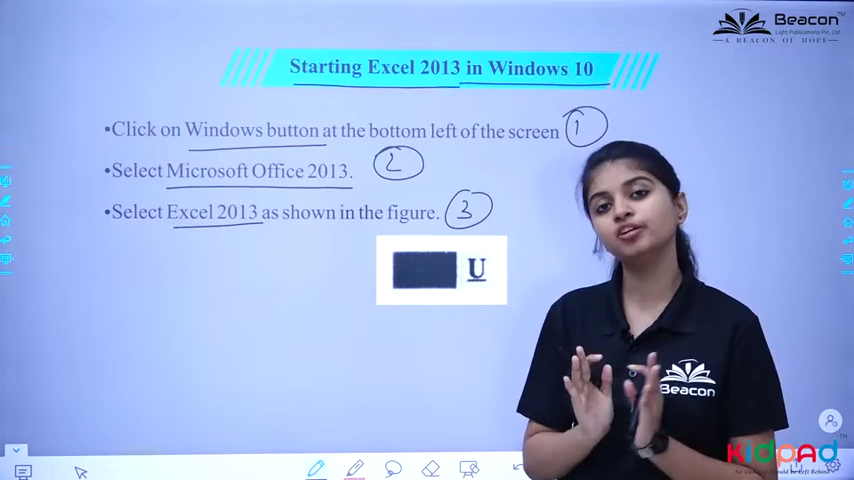 Beacon
Light Publications Pvt. Ltd
A BEACON OF HOPE
TM
Starting Excel 2013 in Windows 10
•Click on Windows button at the bottom left of the screen 1
•Select Microsoft Office 2013. 2
•Select Excel 2013 as shown in the figure. 3
U
Beacon
kidpad
TM